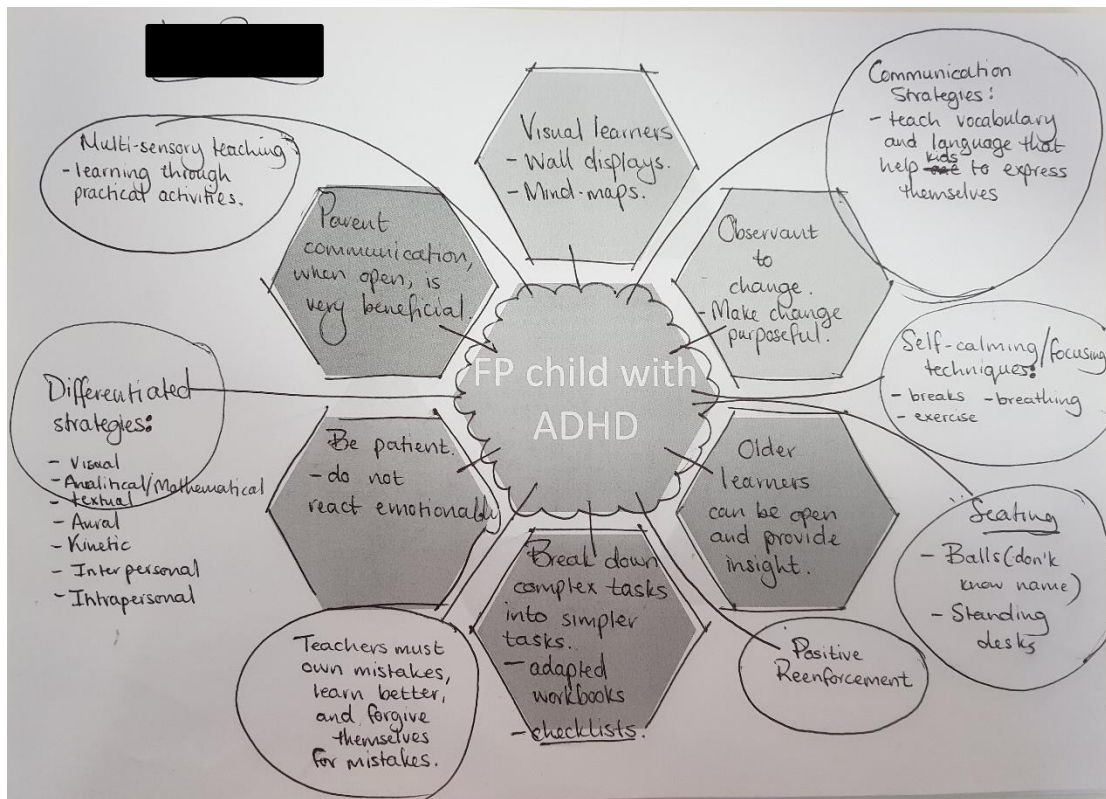 FP child with
ADHD
Visual learners
- Wall displays.
- Mind-maps.
Communication
Strategies:
- teach vocabulary
and language that
help kids to express
themselves
Observant
to
change.
- Make change
purposeful.
Self-calming/focusing
techniques:
- breaks - breathing
- exercise
Older
learners
can be open
and provide
insight.
Seating
- Balls (don'k
know name)
- Standing
desks
Positive
Reenforcement
Break down
complex tasks
into simpler
tasks.
- adapted
workbooks
- checklists.
Teachers must
own mistakes,
learn better,
and forgive
themselves
for mistakes.
Be patient.
- do not
react emotionally
Differentiated
strategies:
- Visual
- Analitical/Mathematical
- textual
- Aural
- Kinetic
- Interpersonal
- Intrapersonal
Parent
communication,
when open, is
very beneficial.
Multi-sensory teaching
- learning through
practical activities.